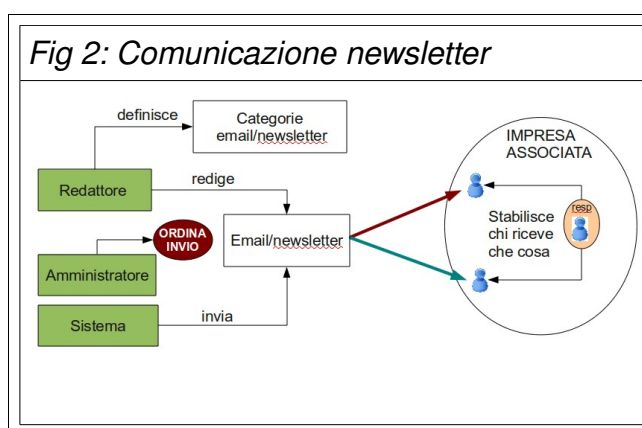 Fig 2: Comunicazione newsletter
definisce
Categorie
email/newsletter
IMPRESA
ASSOCIATA
Redattore
redige
ORDINA
INVIO
Email/newsletter
resp
Stabilisce
chi riceve
che cosa
Amministratore
Sistema
invia